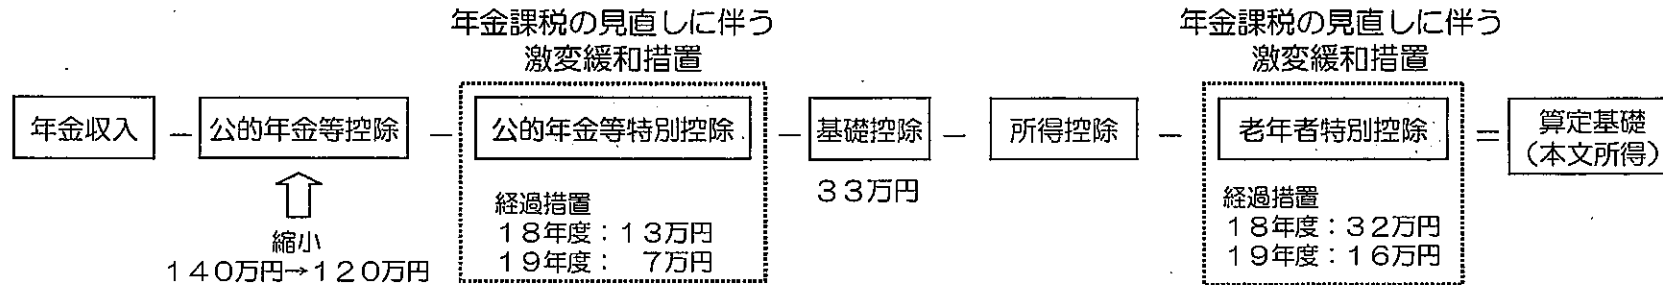 年金課税の見直しに伴う
激変緩和措置
年金課税の見直しに伴う
激変緩和措置
年金収入 － 公的年金等控除 － 公的年金等特別控除 － 基礎控除 － 所得控除 － 老年者特別控除 ＝ 算定基礎
（本文所得）
縮小
１４０万円→１２０万円
経過措置
１８年度：１３万円
１９年度：　７万円
３３万円
経過措置
１８年度：３２万円
１９年度：１６万円